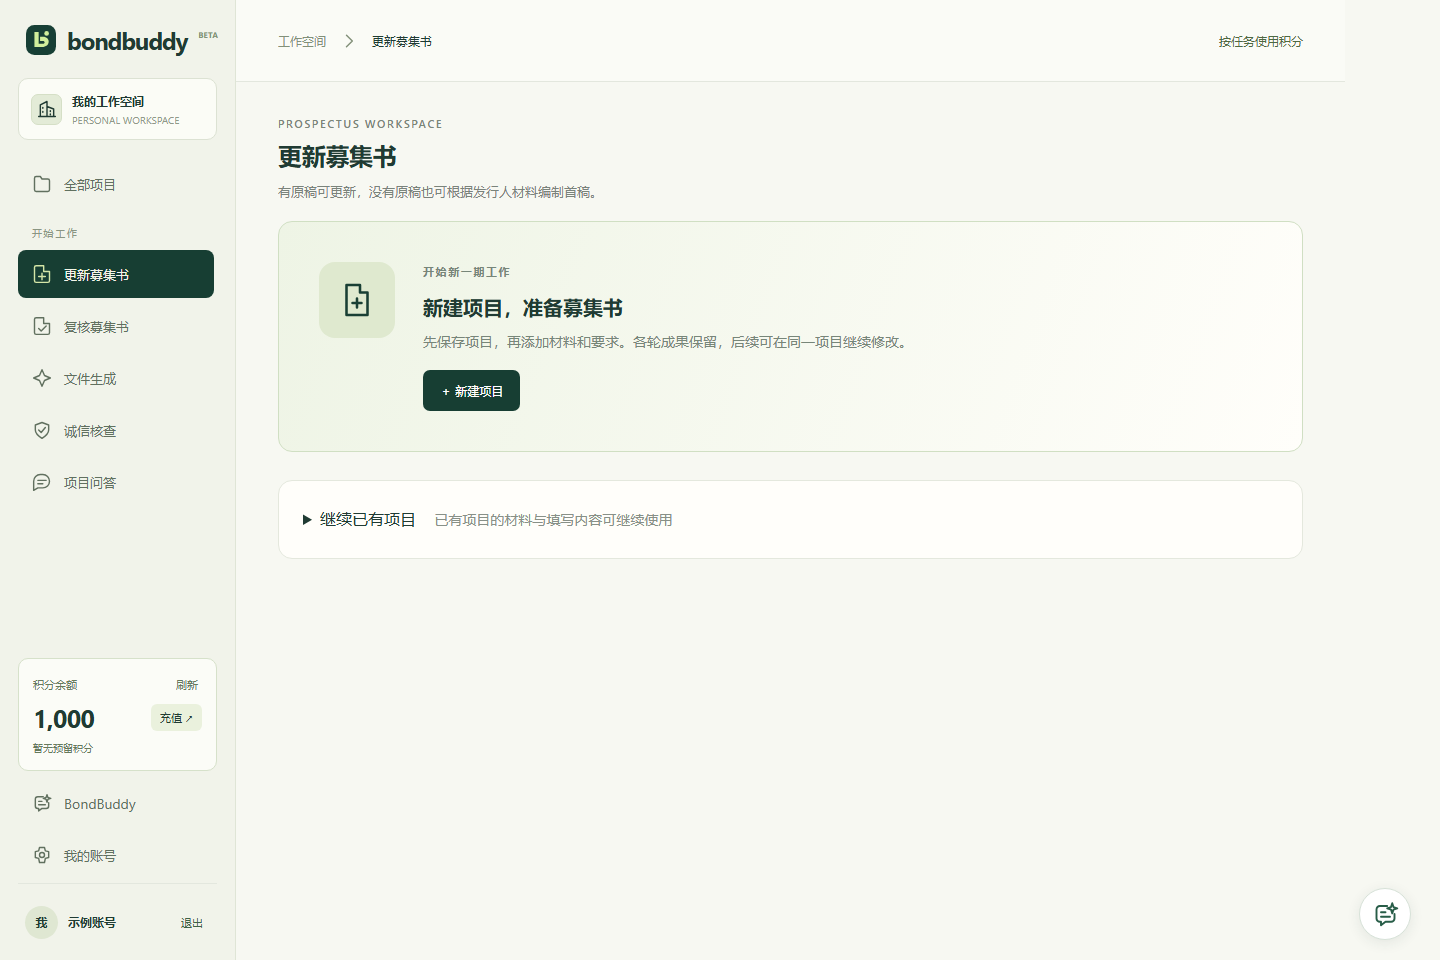 bondbuddy BETA
我的工作空间
PERSONAL WORKSPACE
全部项目
开始工作
更新募集书
复核募集书
文件生成
诚信核查
项目问答
积分余额 刷新
1,000 充值 ↗
暂无预留积分
BondBuddy
我的账号
我 示例账号 退出
工作空间 更新募集书 按任务使用积分
PROSPECTUS WORKSPACE
更新募集书
有原稿可更新，没有原稿也可根据发行人材料编制首稿。
开始新一期工作
新建项目，准备募集书
先保存项目，再添加材料和要求。各轮成果保留，后续可在同一项目继续修改。
+ 新建项目
▶ 继续已有项目 已有项目的材料与填写内容可继续使用